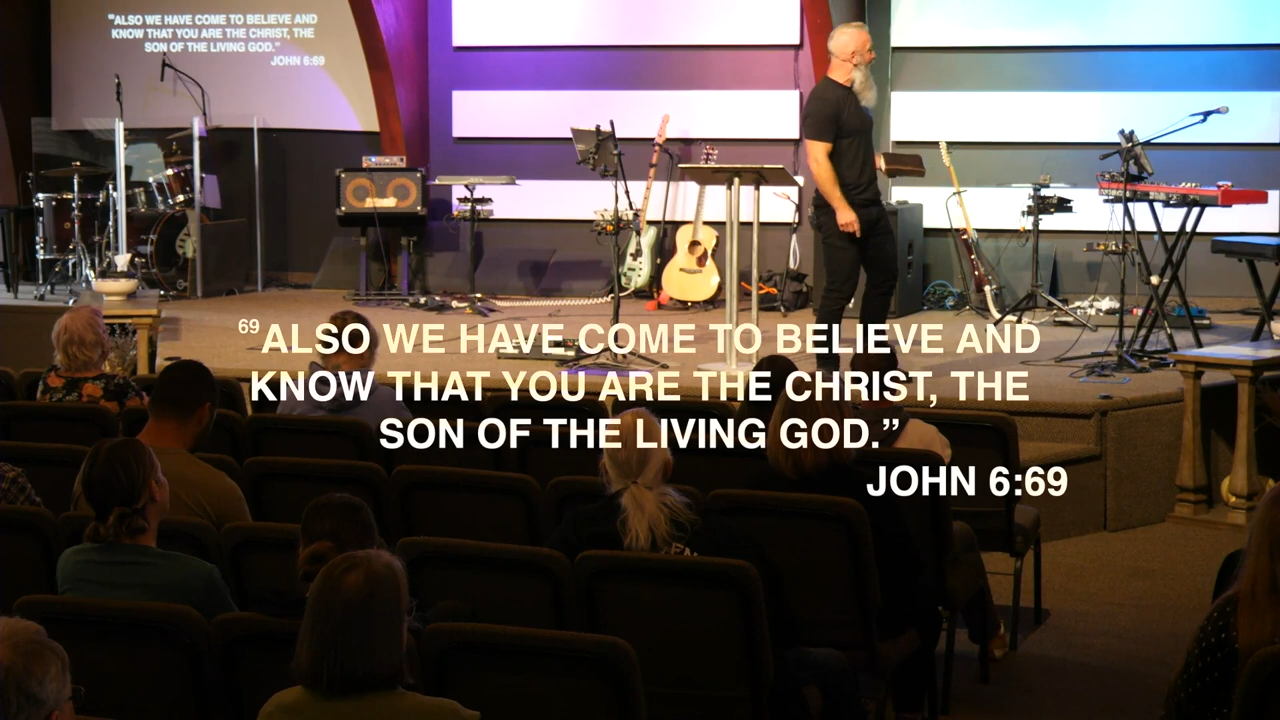 “ALSO WE HAVE COME TO BELIEVE AND
KNOW THAT YOU ARE THE CHRIST, THE
SON OF THE LIVING GOD.”
JOHN 6:69
69 ALSO WE HAVE COME TO BELIEVE AND
KNOW THAT YOU ARE THE CHRIST, THE
SON OF THE LIVING GOD.”
JOHN 6:69